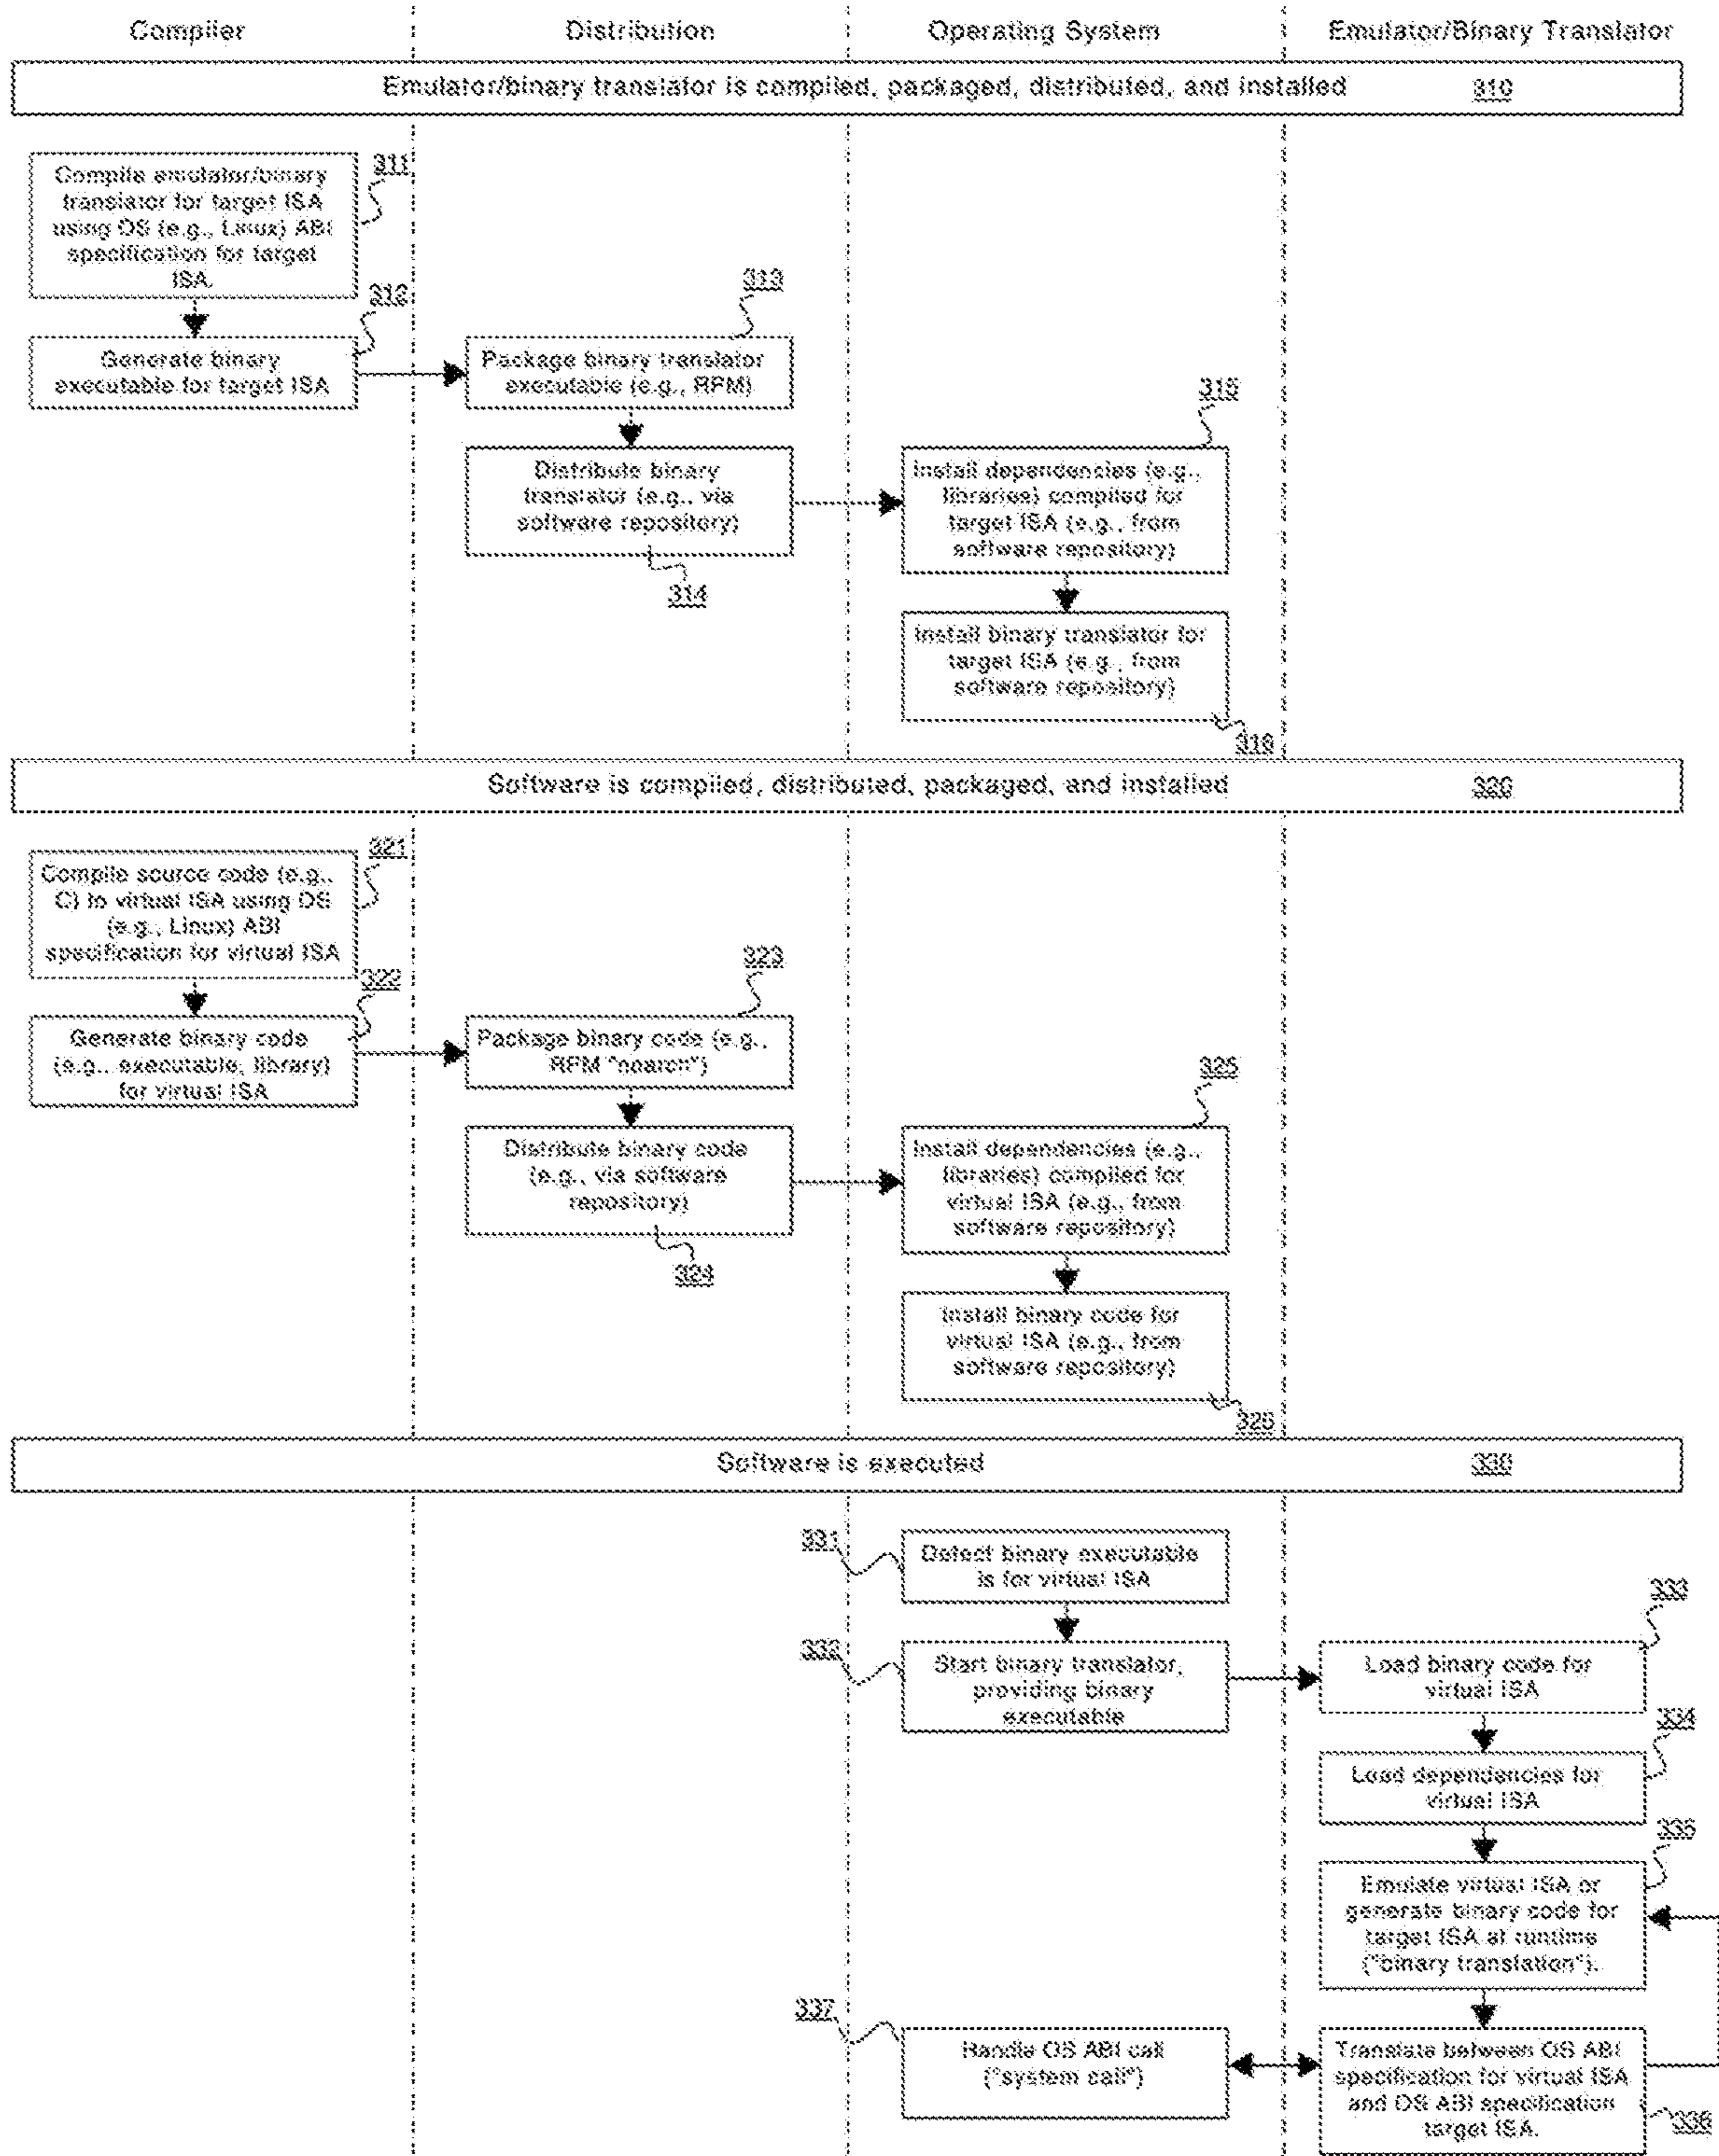 Compiler
Distribution
Operating System
Emulator/Binary Translator
Emulator/binary translator is compiled, packaged, distributed, and installed 310
311
Compile emulator/binary
translator for target ISA
using OS (e.g., Linux) ABI
specification for target
ISA.
312
Generate binary
executable for target ISA
313
Package binary translator
executable (e.g., RPM)
Distribute binary
translator (e.g., via
software repository)
314
315
Install dependencies (e.g.,
libraries) compiled for
target ISA (e.g., from
software repository)
Install binary translator for
target ISA (e.g., from
software repository)
316
Software is compiled, distributed, packaged, and installed 320
321
Compile source code (e.g.,
C) to virtual ISA using OS
(e.g., Linux) ABI
specification for virtual ISA
322
Generate binary code
(e.g., executable, library)
for virtual ISA
323
Package binary code (e.g.,
RPM "noarch")
Distribute binary code
(e.g., via software
repository)
324
325
Install dependencies (e.g.,
libraries) compiled for
virtual ISA (e.g., from
software repository)
Install binary code for
virtual ISA (e.g., from
software repository)
326
Software is executed 330
331
Detect binary executable
is for virtual ISA
332
Start binary translator,
providing binary
executable
333
Load binary code for
virtual ISA
334
Load dependencies for
virtual ISA
335
Emulate virtual ISA or
generate binary code for
target ISA at runtime
("binary translation").
337
Handle OS ABI call
("system call")
Translate between OS ABI
specification for virtual ISA
and OS ABI specification
target ISA.
336